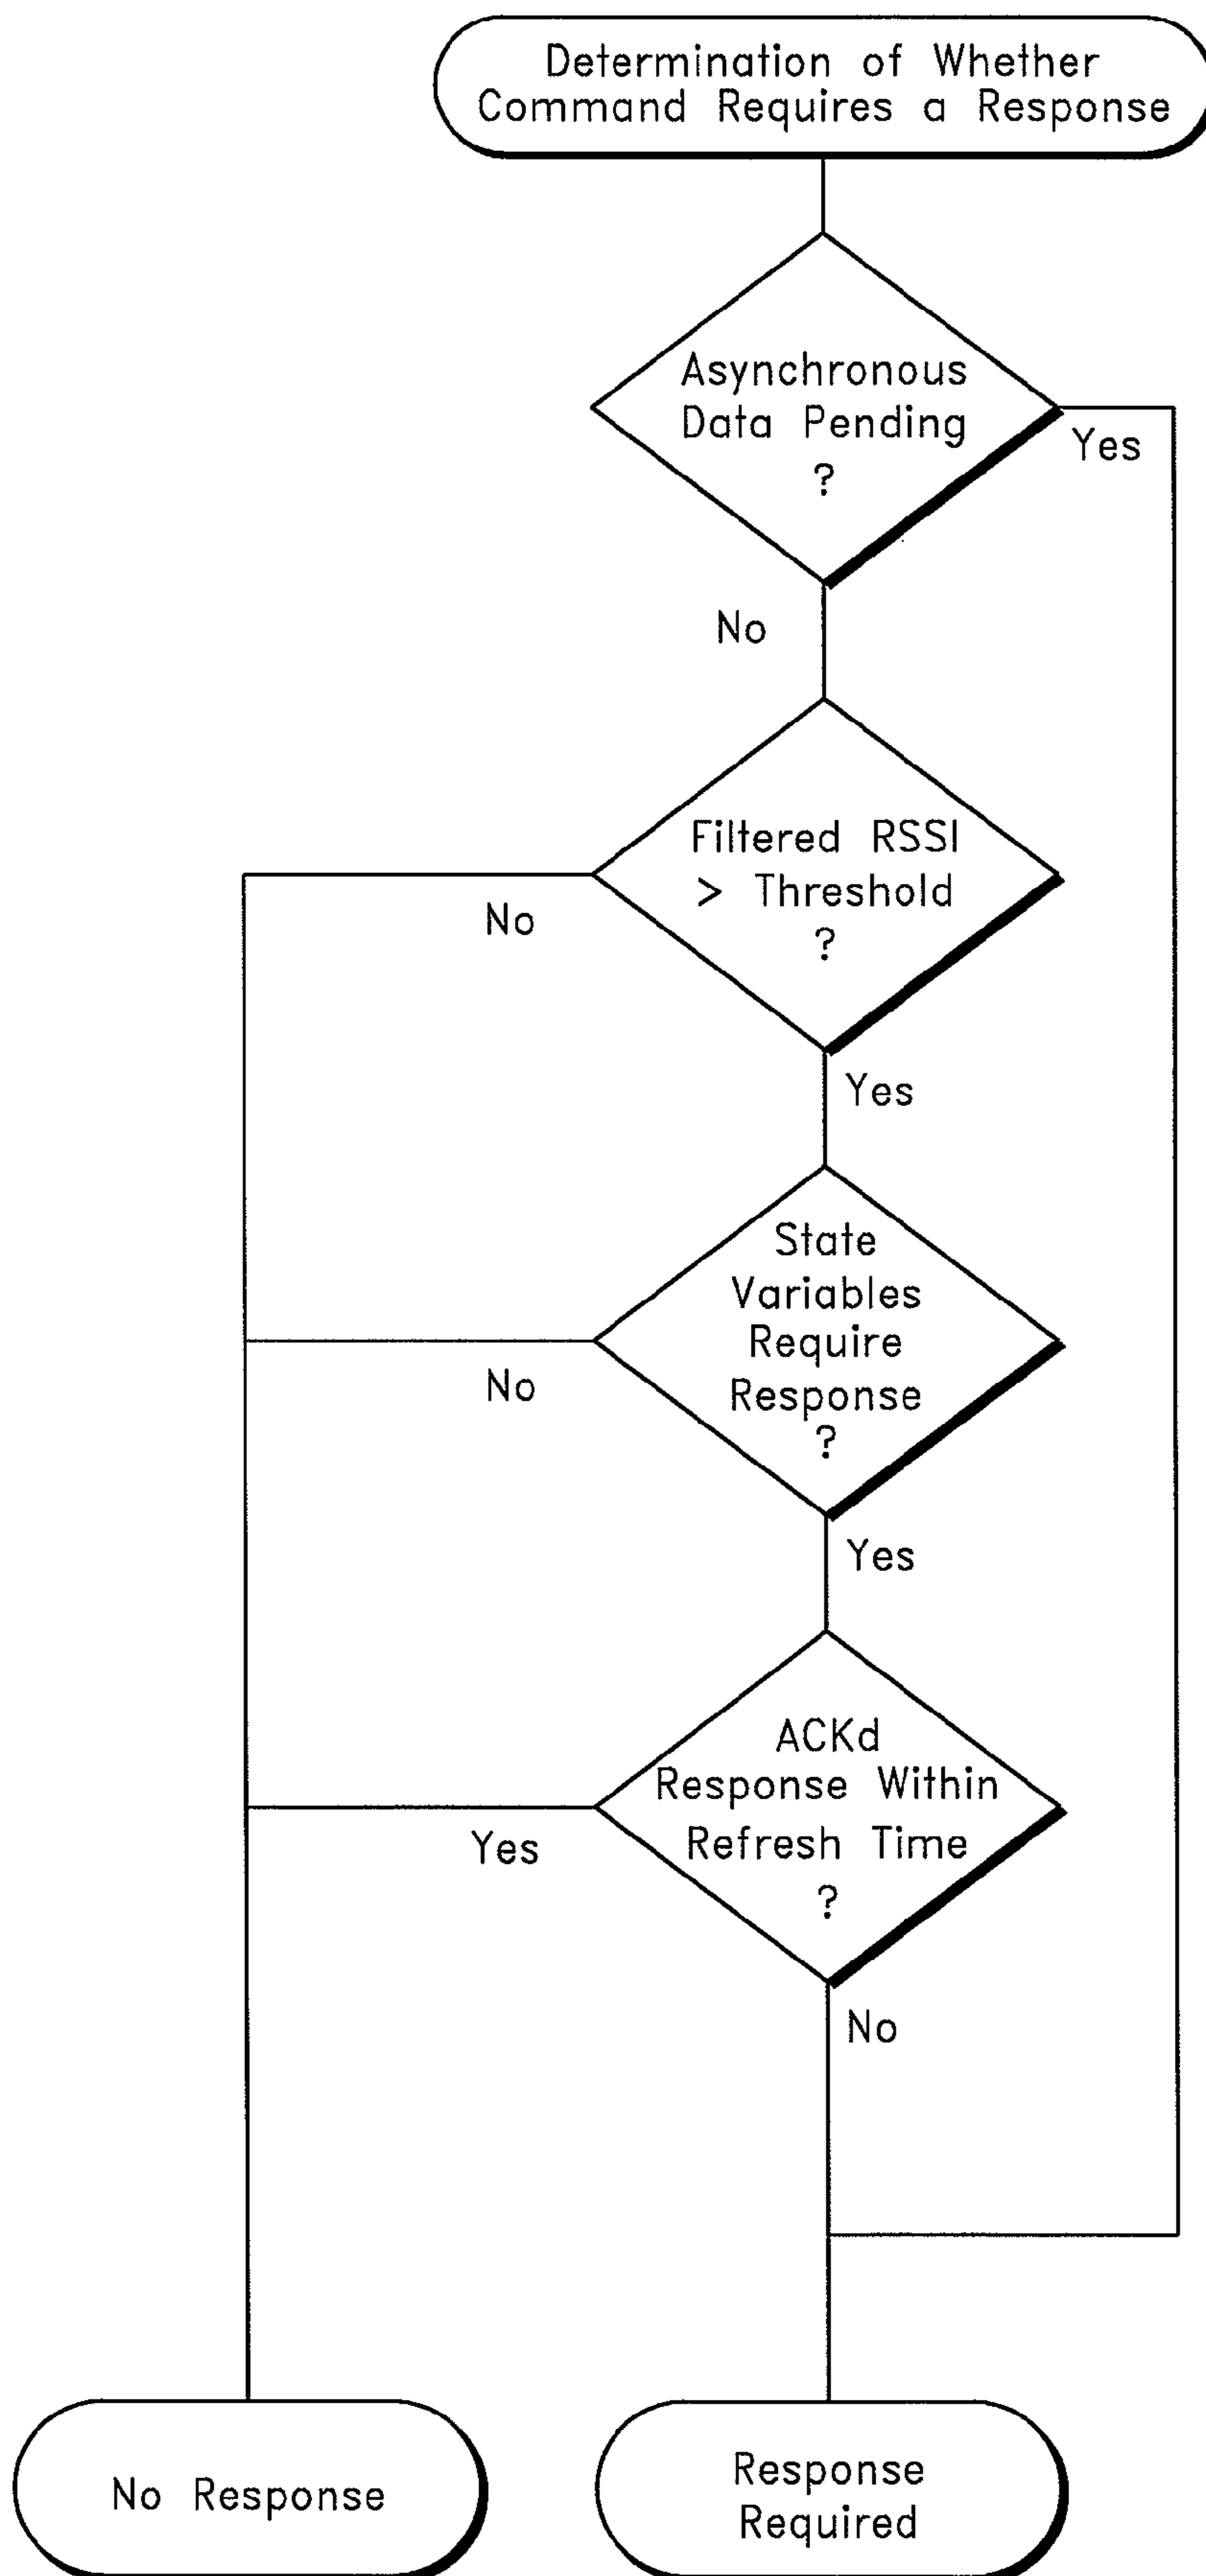 Determination of Whether
Command Requires a Response
Asynchronous
Data Pending
?
Yes
No
Filtered RSSI
> Threshold
?
No
Yes
State
Variables
Require
Response
?
No
Yes
ACKd
Response Within
Refresh Time
?
Yes
No
No Response
Response
Required